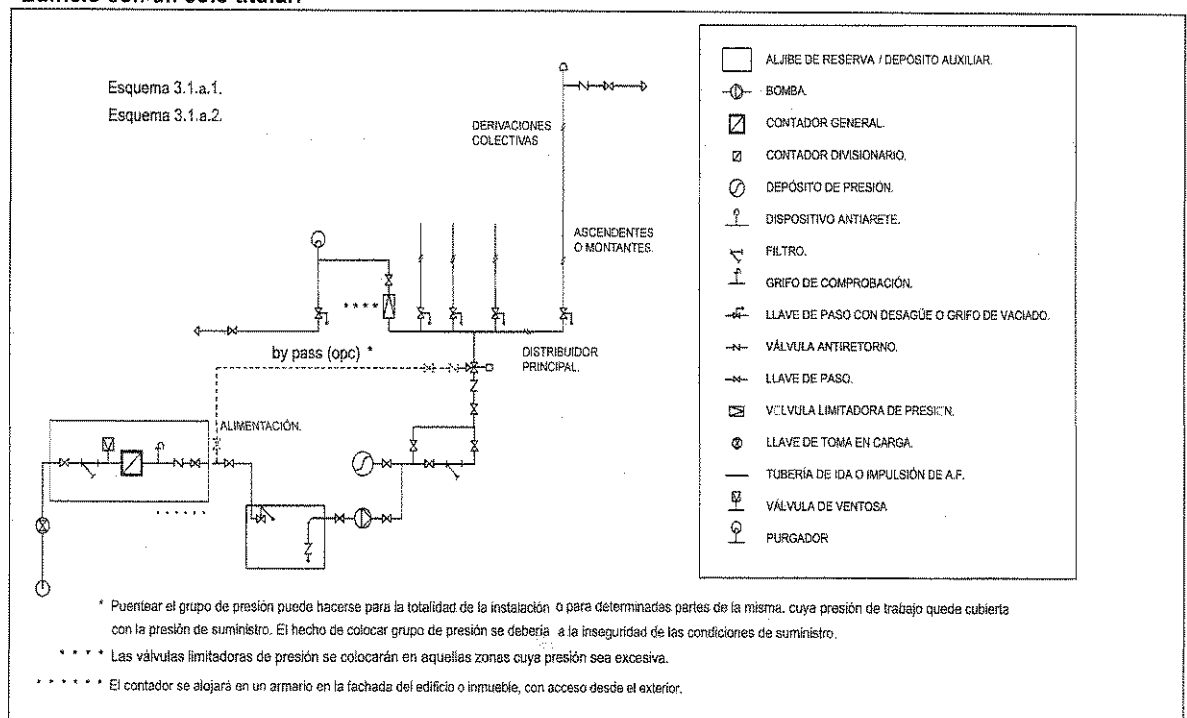 Esquema 3.1.a.1.
Esquema 3.1.a.2.
DERIVACIONES
COLECTIVAS
ASCENDENTES
O MONTANTES.
* * * *
by pass (opc) *
DISTRIBUIDOR
PRINCIPAL.
ALIMENTACIÓN.
* * * * * *
ALJIBE DE RESERVA / DEPÓSITO AUXILIAR.
BOMBA.
CONTADOR GENERAL.
CONTADOR DIVISIONARIO.
DEPÓSITO DE PRESIÓN.
DISPOSITIVO ANTIARETE.
FILTRO.
GRIFO DE COMPROBACIÓN.
LLAVE DE PASO CON DESAGÜE O GRIFO DE VACIADO.
VÁLVULA ANTIRETORNO.
LLAVE DE PASO.
VCLVULA LIMITADORA DE PRESIEN.
LLAVE DE TOMA EN CARGA.
TUBERÍA DE IDA O IMPULSIÓN DE A.F.
VÁLVULA DE VENTOSA
PURGADOR
* Puentear el grupo de presión puede hacerse para la totalidad de la instalación o para determinadas partes de la misma, cuya presión de trabajo quede cubierta
con la presión de suministro. El hecho de colocar grupo de presión se debería a la inseguridad de las condiciones de suministro.
* * * * Las válvulas limitadoras de presión se colocarán en aquellas zonas cuya presión sea excesiva.
* * * * * * El contador se alojará en un armario en la fachada del edificio o inmueble, con acceso desde el exterior.